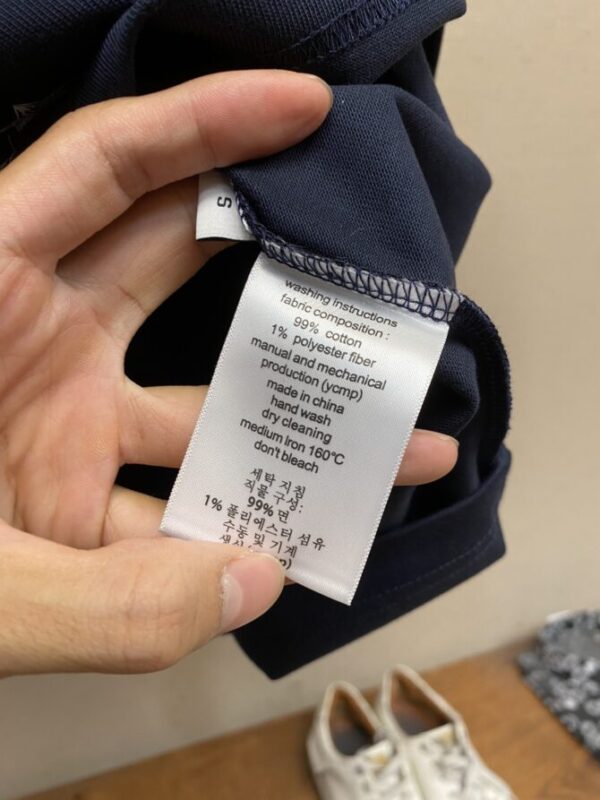 S
washing instructions
fabric composition :
99% cotton
1% polyester fiber
manual and mechanical
production (ycmp)
made in china
hand wash
dry cleaning
medium Iron 160°C
don't bleach
세탁 지침
직물 구성:
99% 면
1% 폴리에스터 섬유
수동 및 기계